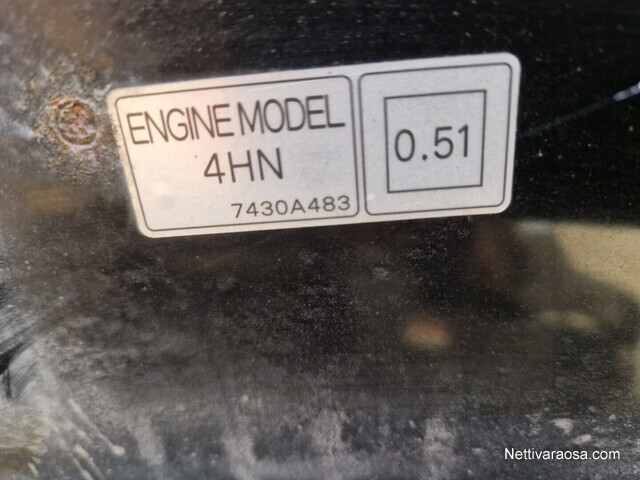 ENGINE MODEL
4HN
7430A483
0.51
Nettivaraosa.com